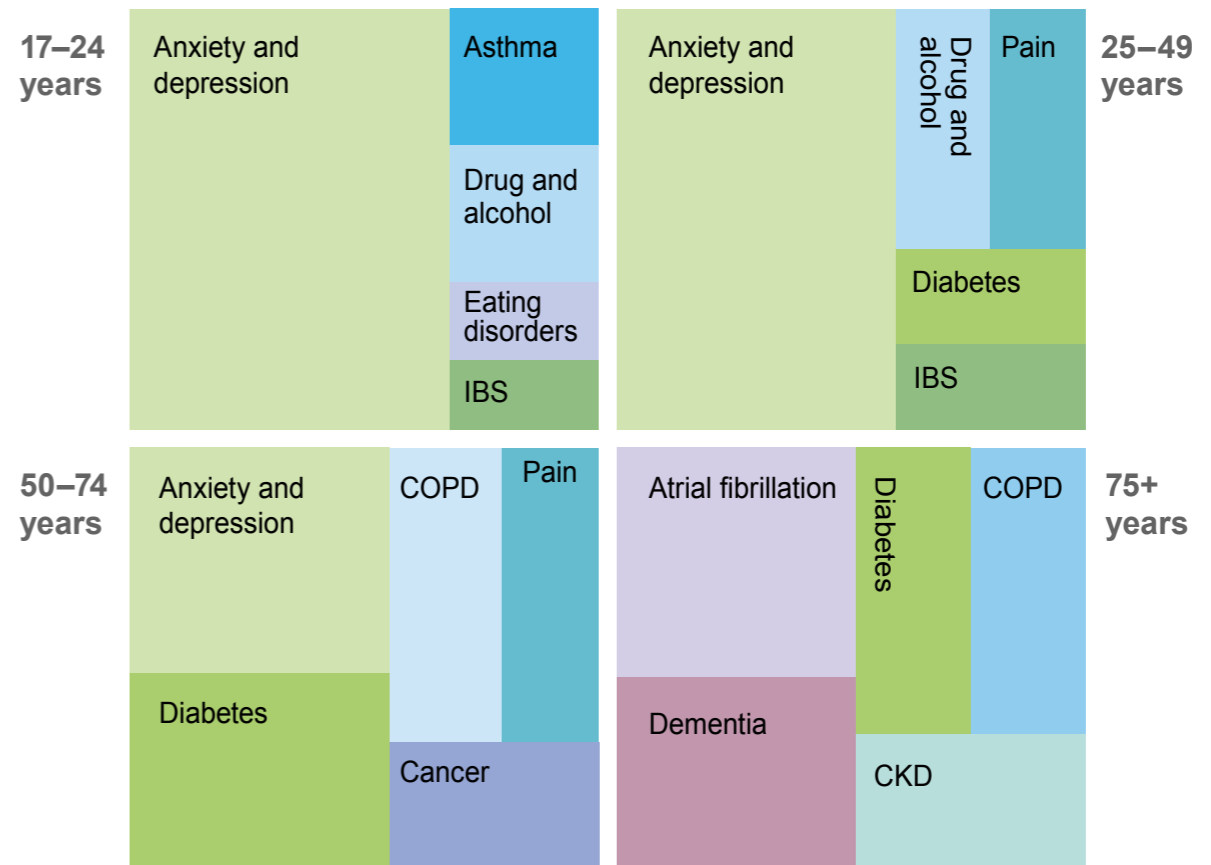 17–24
years
Anxiety and
depression
Asthma
Drug and
alcohol
Eating
disorders
IBS
Anxiety and
depression
Drug and
alcohol
Pain
Diabetes
IBS
25–49
years
50–74
years
Anxiety and
depression
COPD
Pain
Diabetes
Cancer
Atrial fibrillation
Diabetes
COPD
Dementia
CKD
75+
years